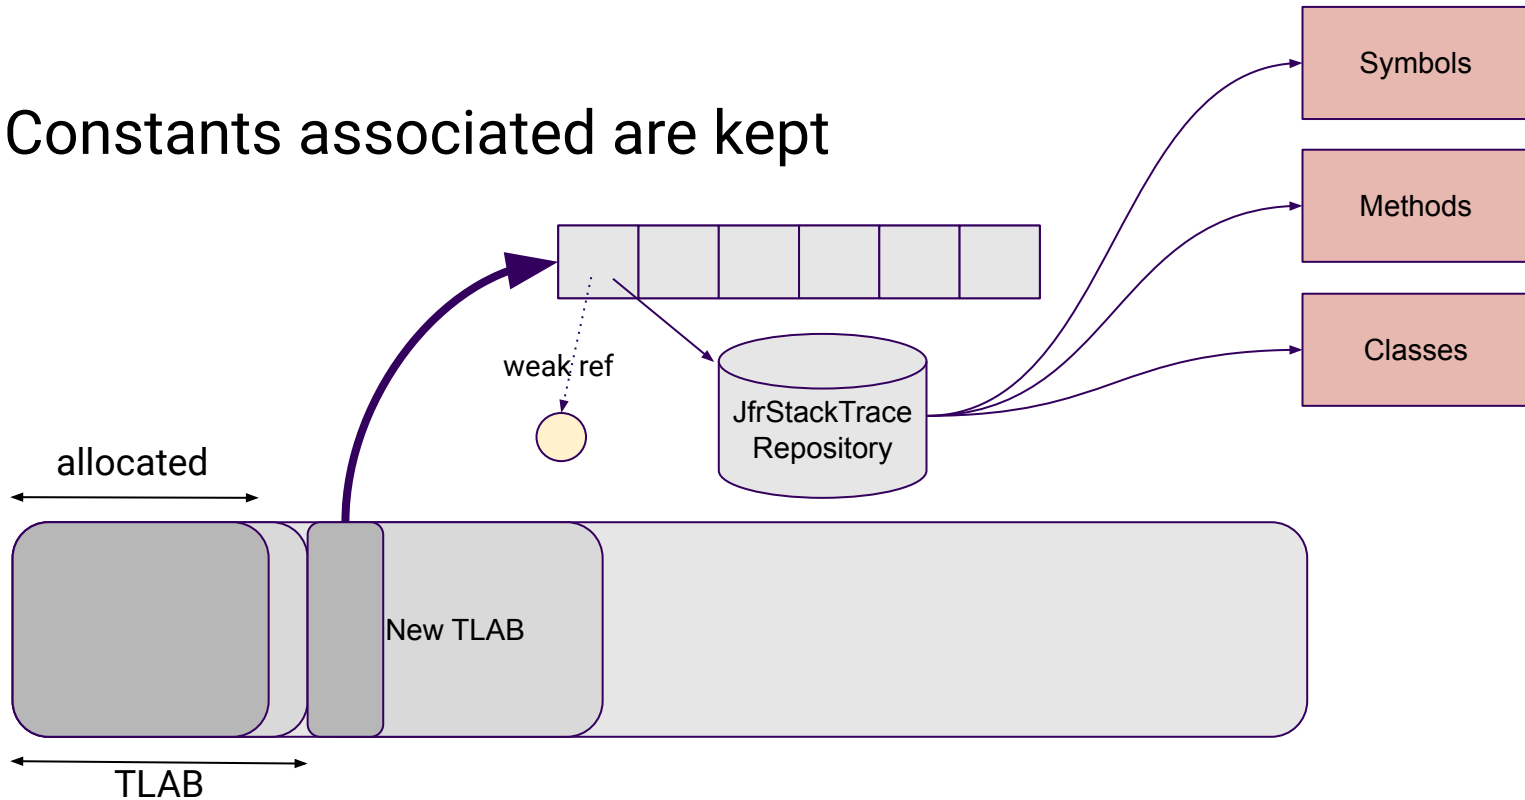 Constants associated are kept
Symbols
Methods
Classes
weak ref
JfrStackTrace
Repository
allocated
New TLAB
TLAB